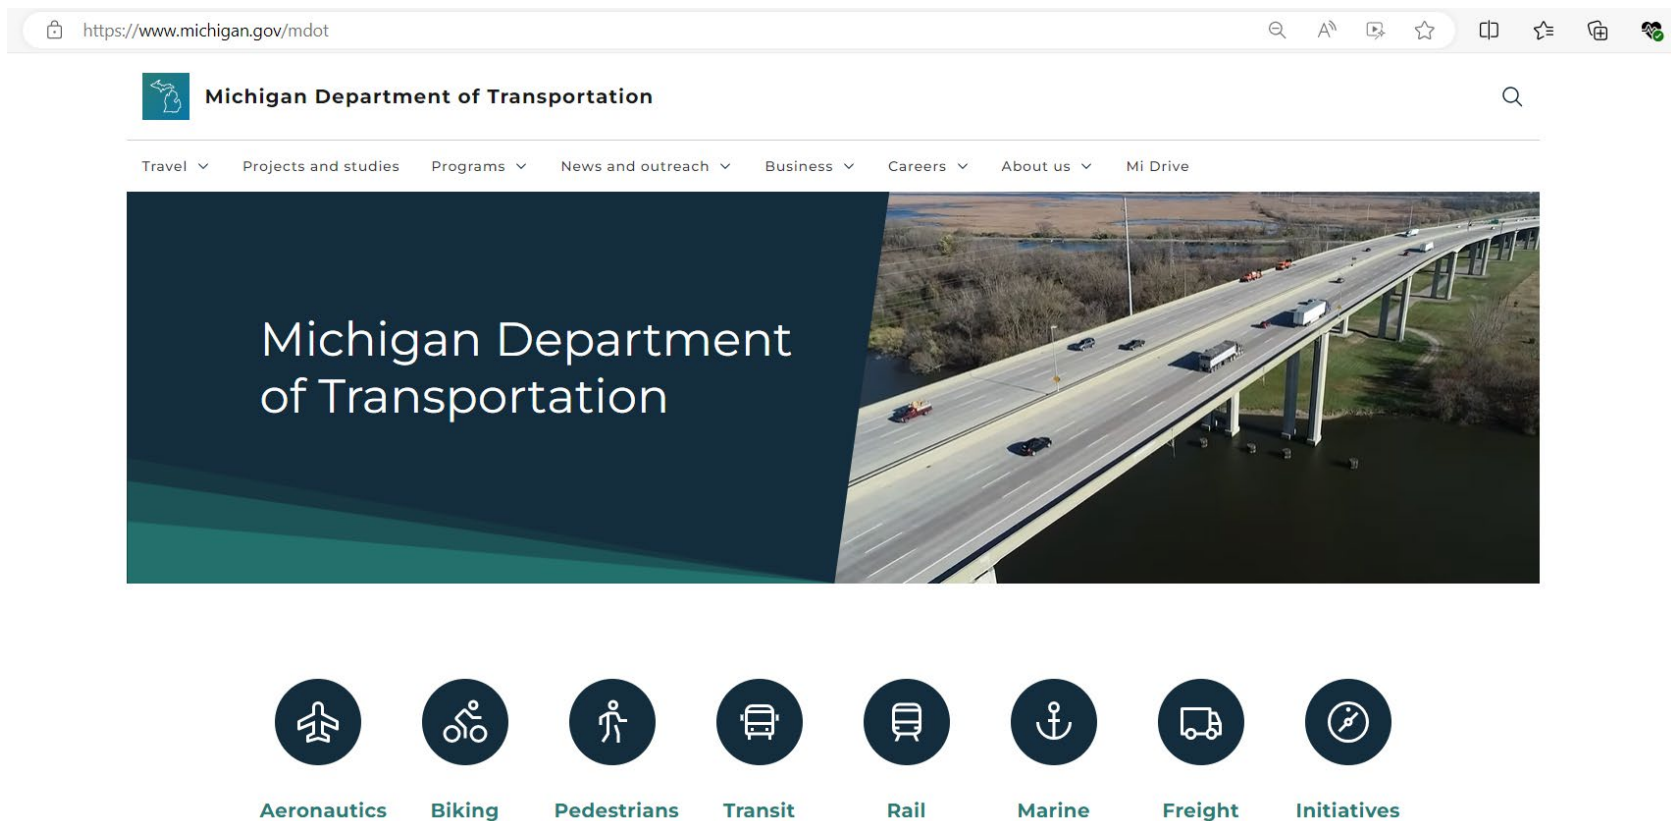 https://www.michigan.gov/mdot
Michigan Department of Transportation
Travel Projects and studies Programs News and outreach Business Careers About us Mi Drive
Michigan Department
of Transportation
Aeronautics Biking Pedestrians Transit Rail Marine Freight Initiatives